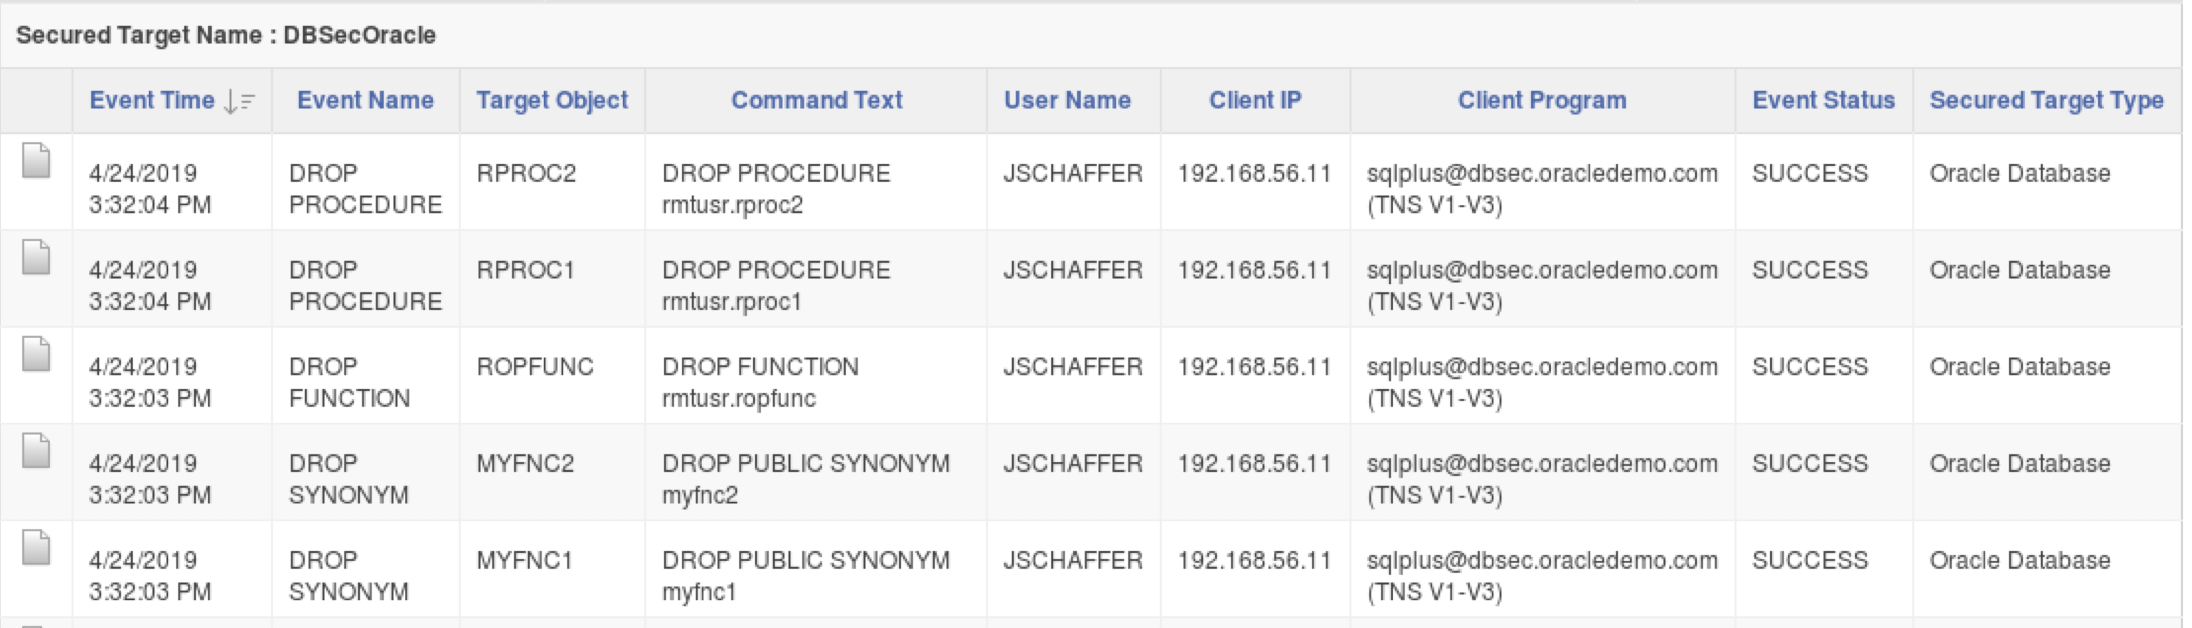 Secured Target Name : DBSecOracle
Event Time Event Name Target Object Command Text User Name Client IP Client Program Event Status Secured Target Type
4/24/2019 DROP RPROC2 DROP PROCEDURE JSCHAFFER 192.168.56.11 sqlplus@dbsec.oracledemo.com SUCCESS Oracle Database
3:32:04 PM PROCEDURE rmtusr.rproc2 (TNS V1-V3)
4/24/2019 DROP RPROC1 DROP PROCEDURE JSCHAFFER 192.168.56.11 sqlplus@dbsec.oracledemo.com SUCCESS Oracle Database
3:32:04 PM PROCEDURE rmtusr.rproc1 (TNS V1-V3)
4/24/2019 DROP ROPFUNC DROP FUNCTION JSCHAFFER 192.168.56.11 sqlplus@dbsec.oracledemo.com SUCCESS Oracle Database
3:32:03 PM FUNCTION rmtusr.ropfunc (TNS V1-V3)
4/24/2019 DROP MYFNC2 DROP PUBLIC SYNONYM JSCHAFFER 192.168.56.11 sqlplus@dbsec.oracledemo.com SUCCESS Oracle Database
3:32:03 PM SYNONYM myfnc2 (TNS V1-V3)
4/24/2019 DROP MYFNC1 DROP PUBLIC SYNONYM JSCHAFFER 192.168.56.11 sqlplus@dbsec.oracledemo.com SUCCESS Oracle Database
3:32:03 PM SYNONYM myfnc1 (TNS V1-V3)